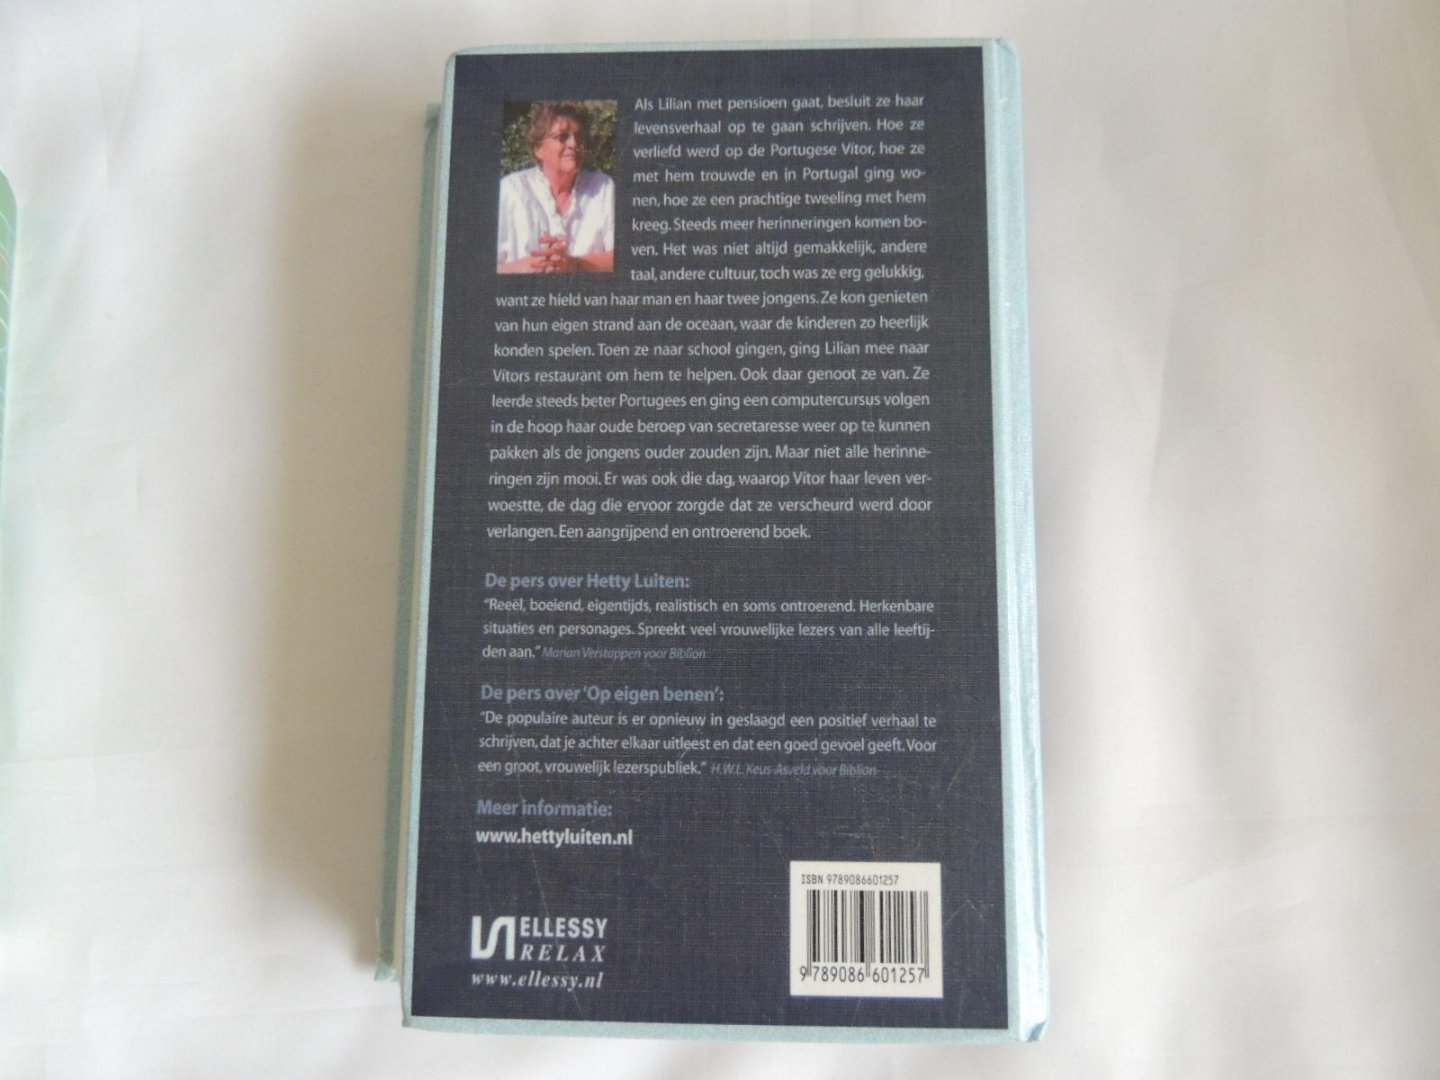 Als Lilian met pensioen gaat, besluit ze haar
levensverhaal op te gaan schrijven. Hoe ze
verliefd werd op de Portugese Vítor, hoe ze
met hem trouwde en in Portugal ging wo-
nen, hoe ze een prachtige tweeling met hem
kreeg. Steeds meer herinneringen komen bo-
ven. Het was niet altijd gemakkelijk, andere
taal, andere cultuur, toch was ze erg gelukkig,
want ze hield van haar man en haar twee jongens. Ze kon genieten
van hun eigen strand aan de oceaan, waar de kinderen zo heerlijk
konden spelen. Toen ze naar school gingen, ging Lilian mee naar
Vítors restaurant om hem te helpen. Ook daar genoot ze van. Ze
leerde steeds beter Portugees en ging een computercursus volgen
in de hoop haar oude beroep van secretaresse weer op te kunnen
pakken als de jongens ouder zouden zijn. Maar niet alle herinne-
ringen zijn mooi. Er was ook die dag, waarop Vítor haar leven ver-
woestte, de dag die ervoor zorgde dat ze verscheurd werd door
verlangen. Een aangrijpend en ontroerend boek.
De pers over Hetty Luiten:
"Reeël, boeiend, eigentijds, realistisch en soms ontroerend. Herkenbare
situaties en personages. Spreekt veel vrouwelijke lezers van alle leeftij-
den aan." Marian Verstappen voor Biblion
De pers over 'Op eigen benen':
"De populaire auteur is er opnieuw in geslaagd een positief verhaal te
schrijven, dat je achter elkaar uitleest en dat een goed gevoel geeft. Voor
een groot, vrouwelijk lezerspubliek." H.W.L. Keus-Asveld voor Biblion
Meer informatie:
www.hettyluiten.nl
ISBN 9789086601257
9 789086 601257
ELLESSY
RELAX
www.ellessy.nl